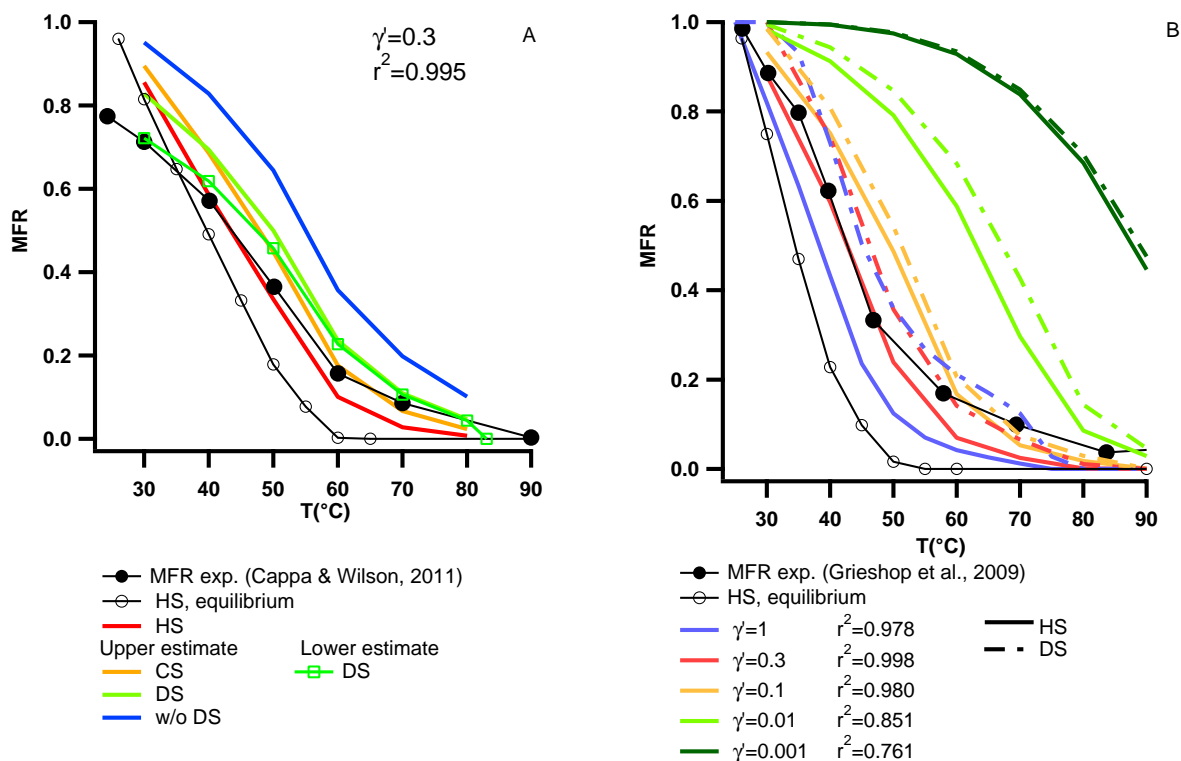 γ'=0.3
r²=0.995
A
1.0
0.8
0.6
0.4
0.2
0.0
MFR
30 40 50 60 70 80 90
T(°C)
MFR exp. (Cappa & Wilson, 2011)
HS, equilibrium
HS
Upper estimate Lower estimate
CS DS
DS
w/o DS
B
1.0
0.8
0.6
0.4
0.2
0.0
MFR
30 40 50 60 70 80 90
T(°C)
MFR exp. (Grieshop et al., 2009)
HS, equilibrium
γ'=1 r²=0.978 HS
γ'=0.3 r²=0.998 DS
γ'=0.1 r²=0.980
γ'=0.01 r²=0.851
γ'=0.001 r²=0.761